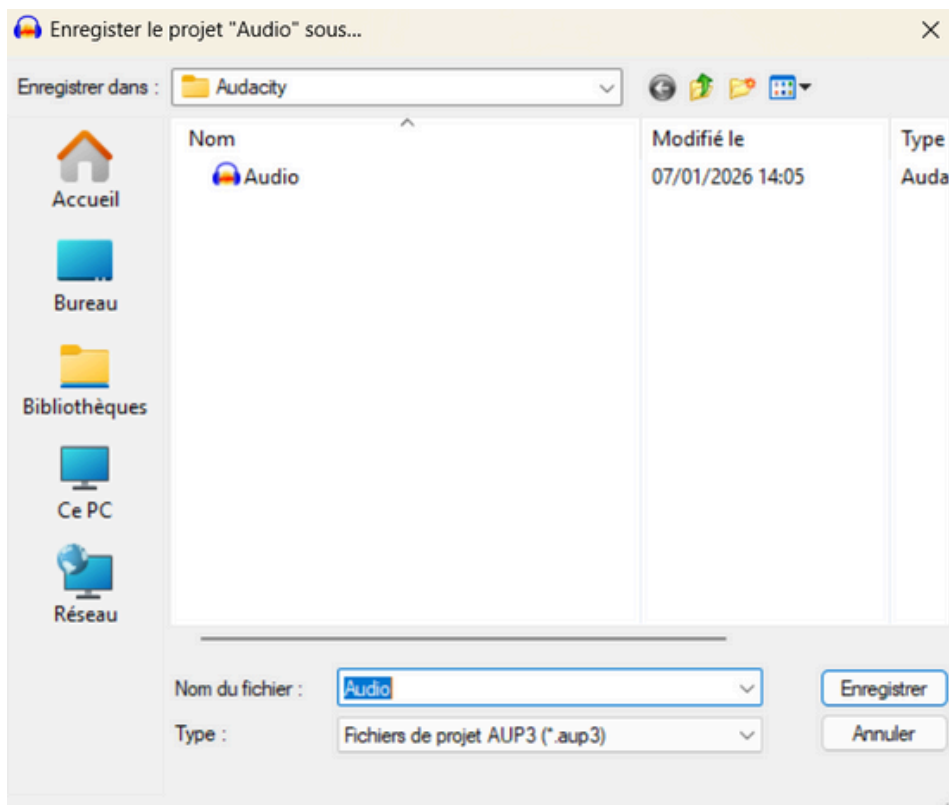 Enregister le projet "Audio" sous...
Enregistrer dans :
Audacity
Nom
Modifié le
Type
Audio
07/01/2026 14:05
Auda
Accueil
Bureau
Bibliothèques
Ce PC
Réseau
Nom du fichier :
Audio
Enregistrer
Type :
Fichiers de projet AUP3 (*.aup3)
Annuler